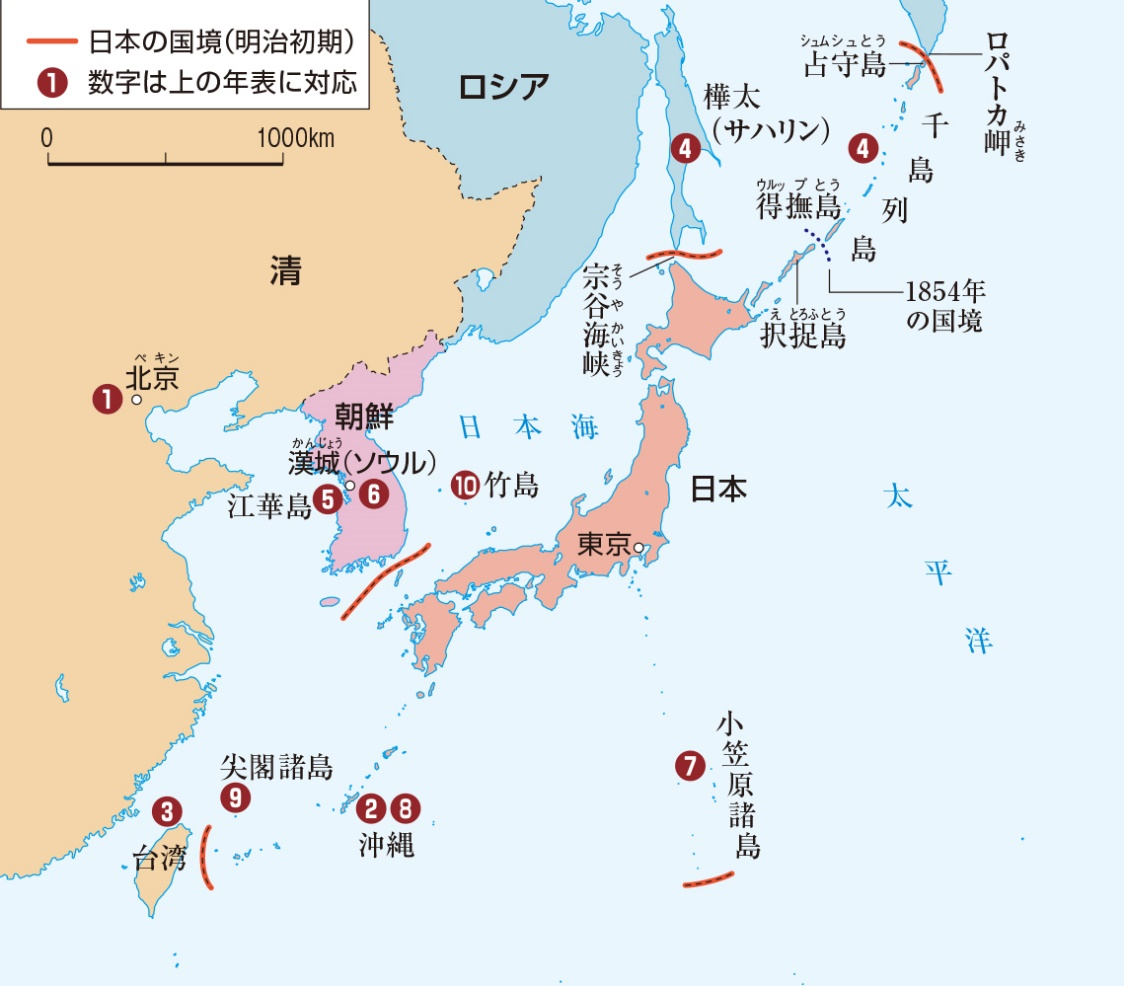 日本の国境(明治初期)
❶ 数字は上の年表に対応
0 1000km
ロシア
清
ペキン
北京
❶
朝鮮
かんじょう
漢城(ソウル)
江華島 ❺ ❻
日本海
❿ 竹島
日本
東京
樺太
(サハリン)
❹
シュムシュとう
占守島
ロパトカ岬
みさき
❹
千島列島
ウルップとう
得撫島
1854年
の国境
えとろふとう
択捉島
宗谷海峡
そうやかいきょう
太平洋
小笠原諸島
❼
尖閣諸島
❾
❷ ❽
沖縄
❸
台湾